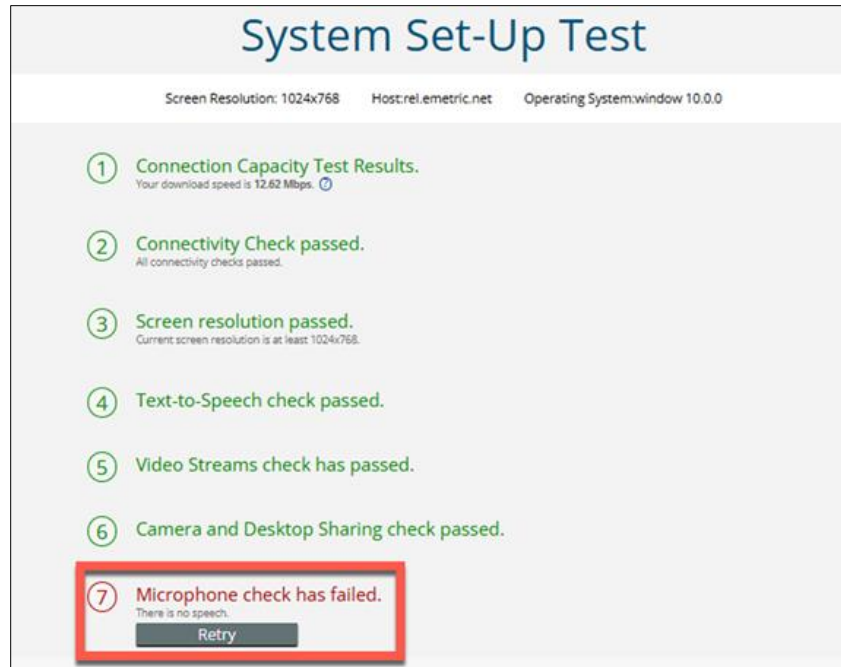 System Set-Up Test
Screen Resolution: 1024x768 Host:rel.emetric.net Operating System:window 10.0.0
1 Connection Capacity Test Results.
Your download speed is 12.62 Mbps. ?
2 Connectivity Check passed.
All connectivity checks passed.
3 Screen resolution passed.
Current screen resolution is at least 1024x768.
4 Text-to-Speech check passed.
5 Video Streams check has passed.
6 Camera and Desktop Sharing check passed.
7 Microphone check has failed.
There is no speech.
Retry